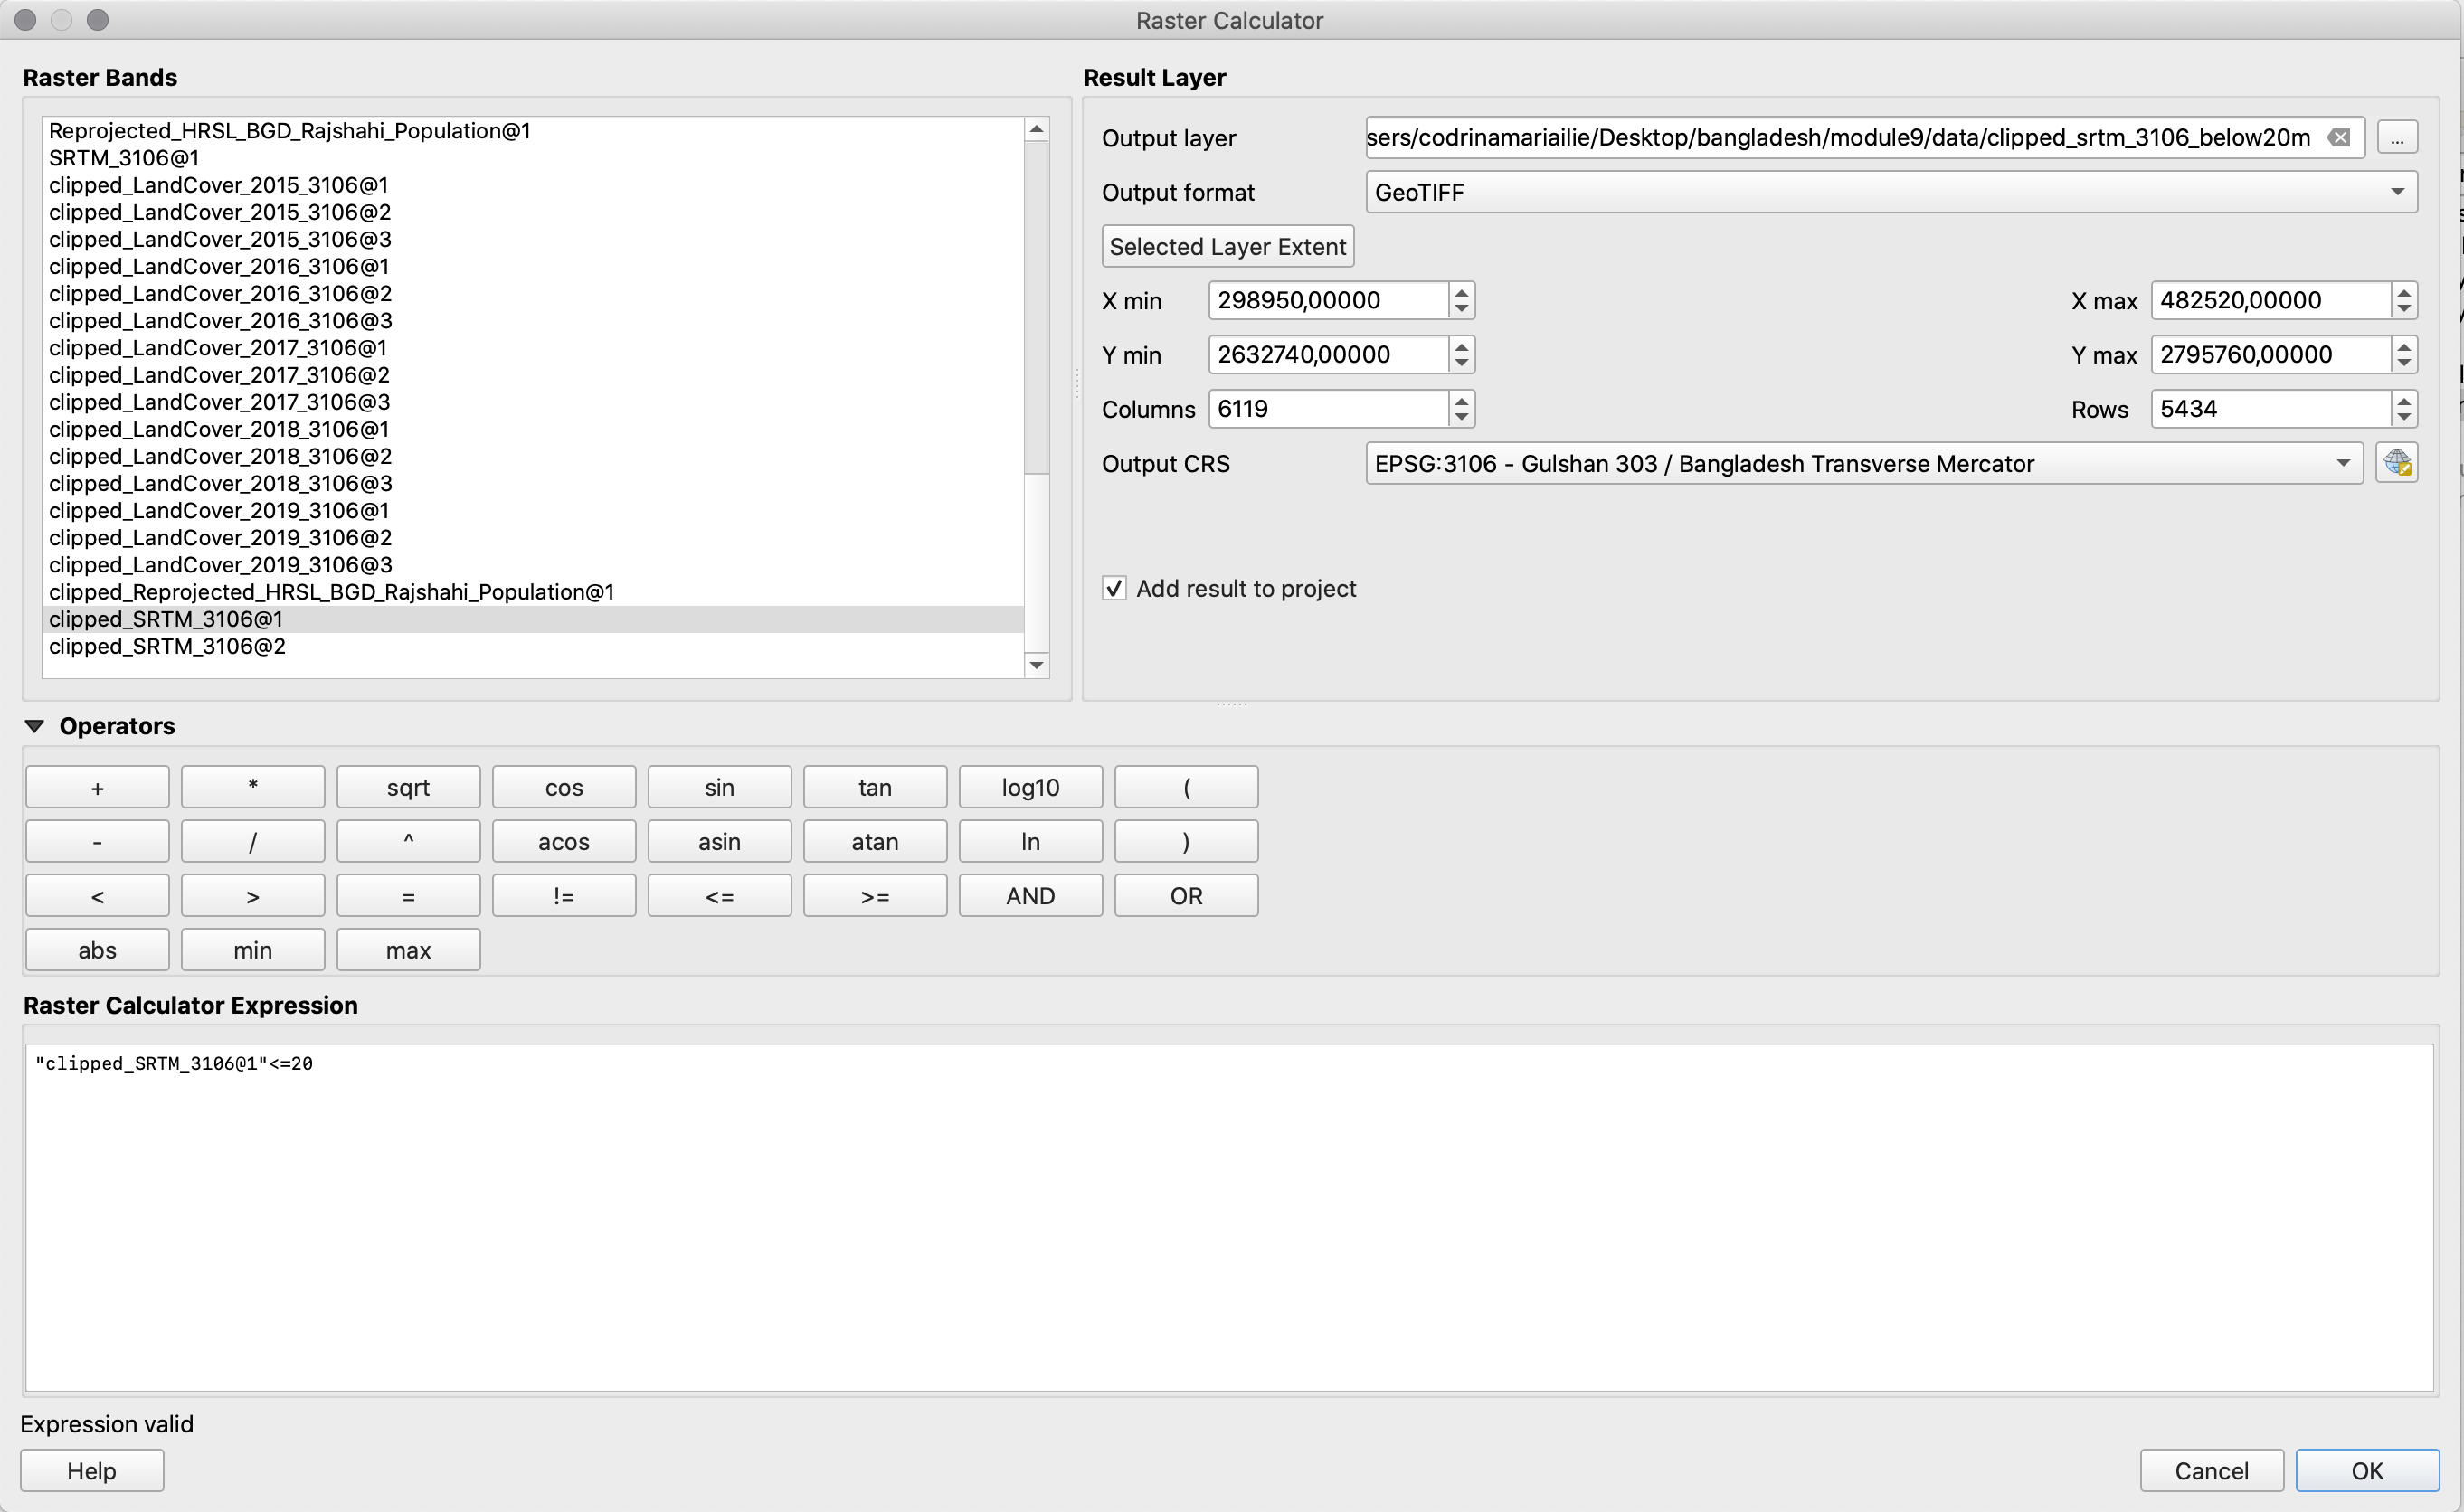 Raster Calculator
Raster Bands
Reprojected_HRSL_BGD_Rajshahi_Population@1
SRTM_3106@1
clipped_LandCover_2015_3106@1
clipped_LandCover_2015_3106@2
clipped_LandCover_2015_3106@3
clipped_LandCover_2016_3106@1
clipped_LandCover_2016_3106@2
clipped_LandCover_2016_3106@3
clipped_LandCover_2017_3106@1
clipped_LandCover_2017_3106@2
clipped_LandCover_2017_3106@3
clipped_LandCover_2018_3106@1
clipped_LandCover_2018_3106@2
clipped_LandCover_2018_3106@3
clipped_LandCover_2019_3106@1
clipped_LandCover_2019_3106@2
clipped_LandCover_2019_3106@3
clipped_Reprojected_HRSL_BGD_Rajshahi_Population@1
clipped_SRTM_3106@1
clipped_SRTM_3106@2
Result Layer
Output layer sers/codrinamariailie/Desktop/bangladesh/module9/data/clipped_srtm_3106_below20m ...
Output format GeoTIFF
Selected Layer Extent
X min 298950,00000 X max 482520,00000
Y min 2632740,00000 Y max 2795760,00000
Columns 6119 Rows 5434
Output CRS EPSG:3106 - Gulshan 303 / Bangladesh Transverse Mercator
Add result to project
Operators
+ * sqrt cos sin tan log10 (
- / ^ acos asin atan ln )
< > = != <= >= AND OR
abs min max
Raster Calculator Expression
"clipped_SRTM_3106@1"<=20
Expression valid
Help Cancel OK